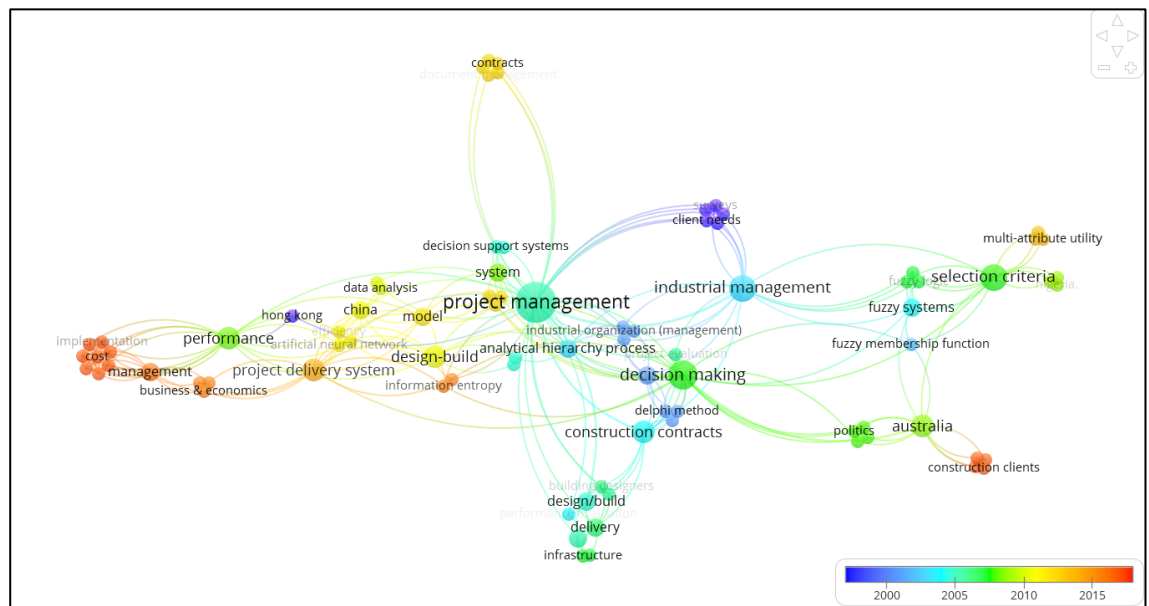 contracts
document management
surveys
client needs
decision support systems
multi-attribute utility
system
selection criteria
fuzzy logic
data analysis
industrial management
project management
fuzzy systems
china
hong kong
model
efficiency
industrial organization (management)
performance
implementation
artificial neural network
fuzzy membership function
analytical hierarchy process
cost
design-build
management
project delivery system
decision making
business & economics
information entropy
delphi method
construction contracts
politics
australia
construction clients
building designers
design/build
delivery
infrastructure
2000
2005
2010
2015